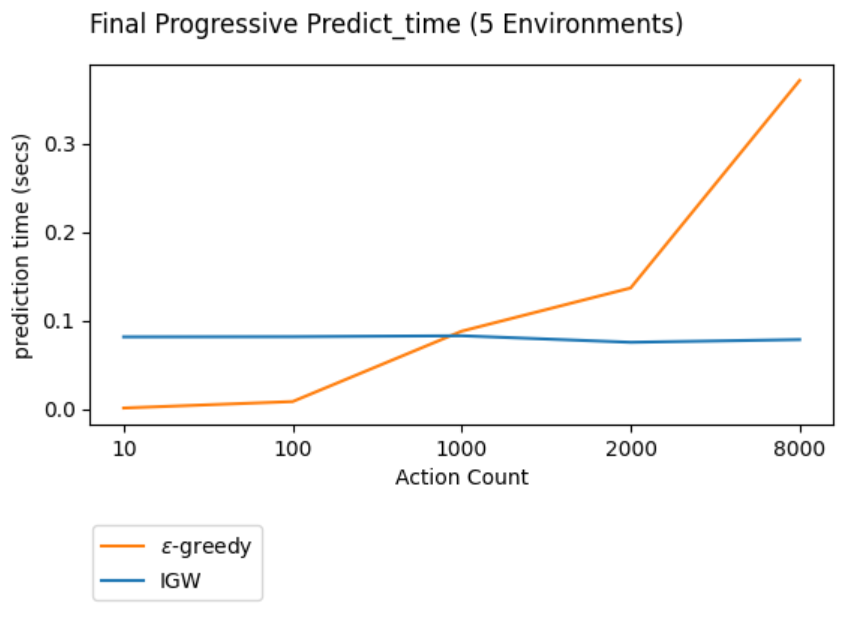 Final Progressive Predict_time (5 Environments)
prediction time (secs)
0.3
0.2
0.1
0.0
10 100 1000 2000 8000
Action Count
ε-greedy
IGW